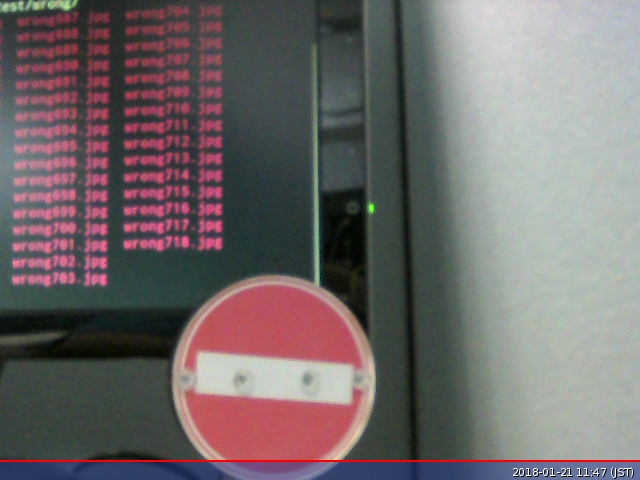 test/wrong/
wrong687.jpg wrong704.jpg
wrong688.jpg wrong705.jpg
wrong689.jpg wrong706.jpg
wrong690.jpg wrong707.jpg
wrong691.jpg wrong708.jpg
wrong692.jpg wrong709.jpg
wrong693.jpg wrong710.jpg
wrong694.jpg wrong711.jpg
wrong695.jpg wrong712.jpg
wrong696.jpg wrong713.jpg
wrong697.jpg wrong714.jpg
wrong698.jpg wrong715.jpg
wrong699.jpg wrong716.jpg
wrong700.jpg wrong717.jpg
wrong701.jpg wrong718.jpg
wrong702.jpg
wrong703.jpg
2018-01-21 11:47 (JST)